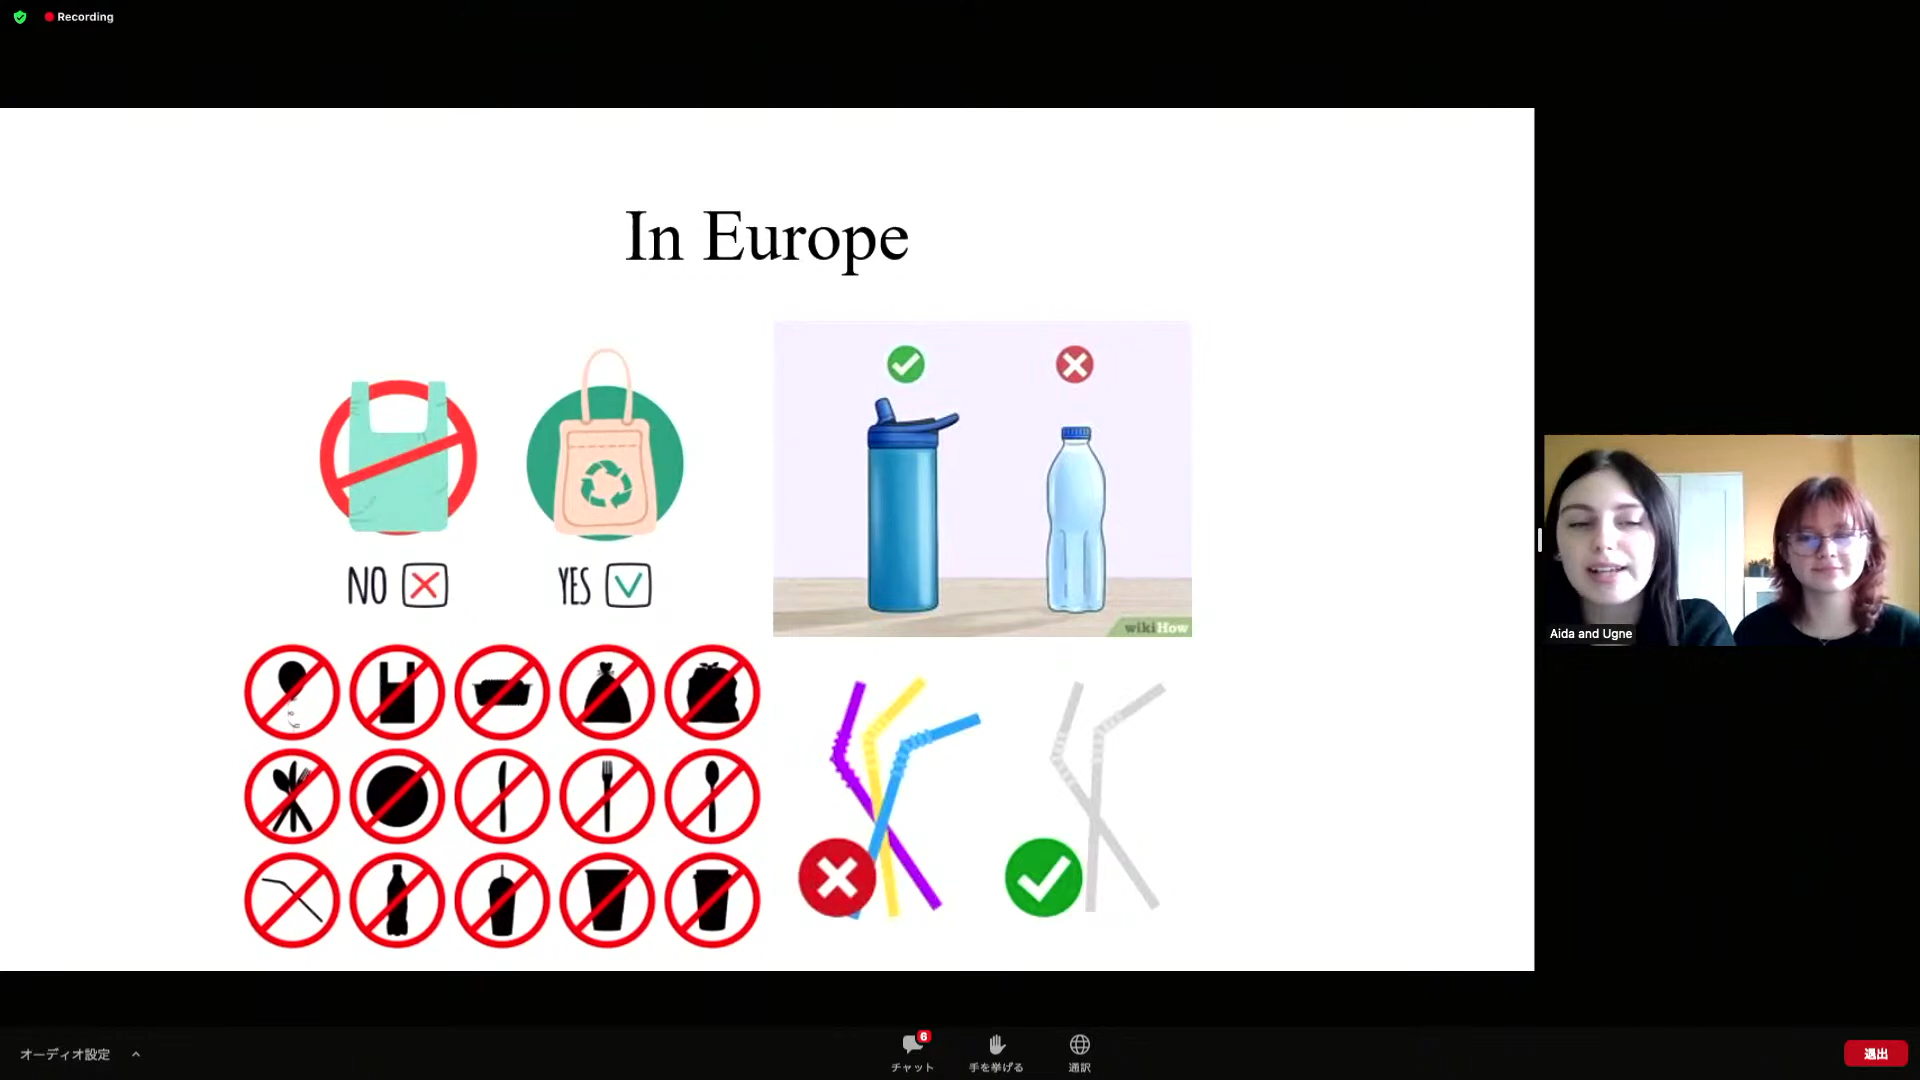 Recording
In Europe
NO
YES
wikiHow
Aida and Ugne
オーディオ設定
6
チャット
手を挙げる
通訳
退出